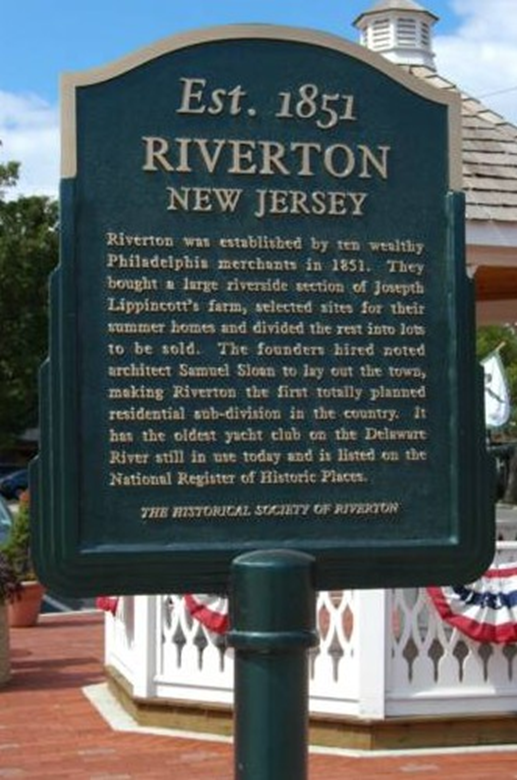 Est. 1851
RIVERTON
NEW JERSEY
Riverton was established by ten wealthy
Philadelphia merchants in 1851. They
bought a large riverside section of Joseph
Lippincott's farm, selected sites for their
summer homes and divided the rest into lots
to be sold. The founders hired noted
architect Samuel Sloan to lay out the town,
making Riverton the first totally planned
residential sub-division in the country. It
has the oldest yacht club on the Delaware
River still in use today and is listed on the
National Register of Historic Places.
THE HISTORICAL SOCIETY OF RIVERTON